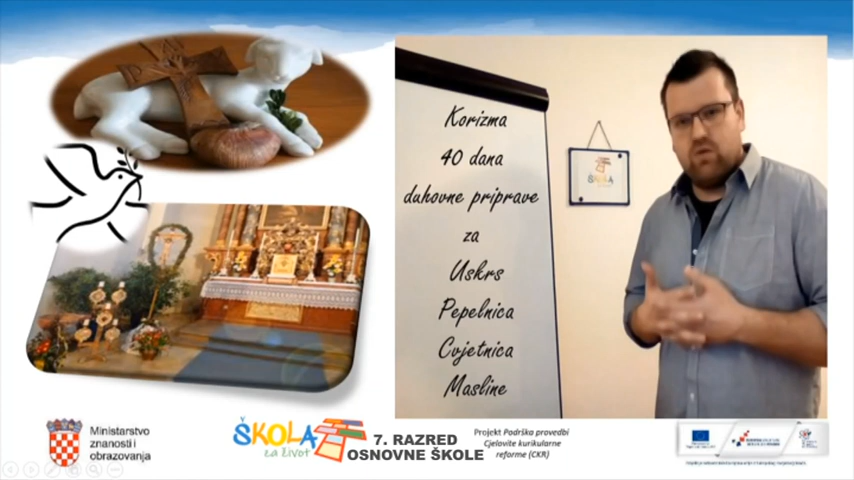 Korizma
40 dana
duhovne priprave
za
Uskrs
Pepelnica
Cvjetnica
Masline
ŠKOLA
Ministarstvo
znanosti i
obrazovanja
ŠKOLA
za život
7. RAZRED
OSNOVNE ŠKOLE
Projekt Podrška provedbi
Cjelovite kurikularne
reforme (CKR)